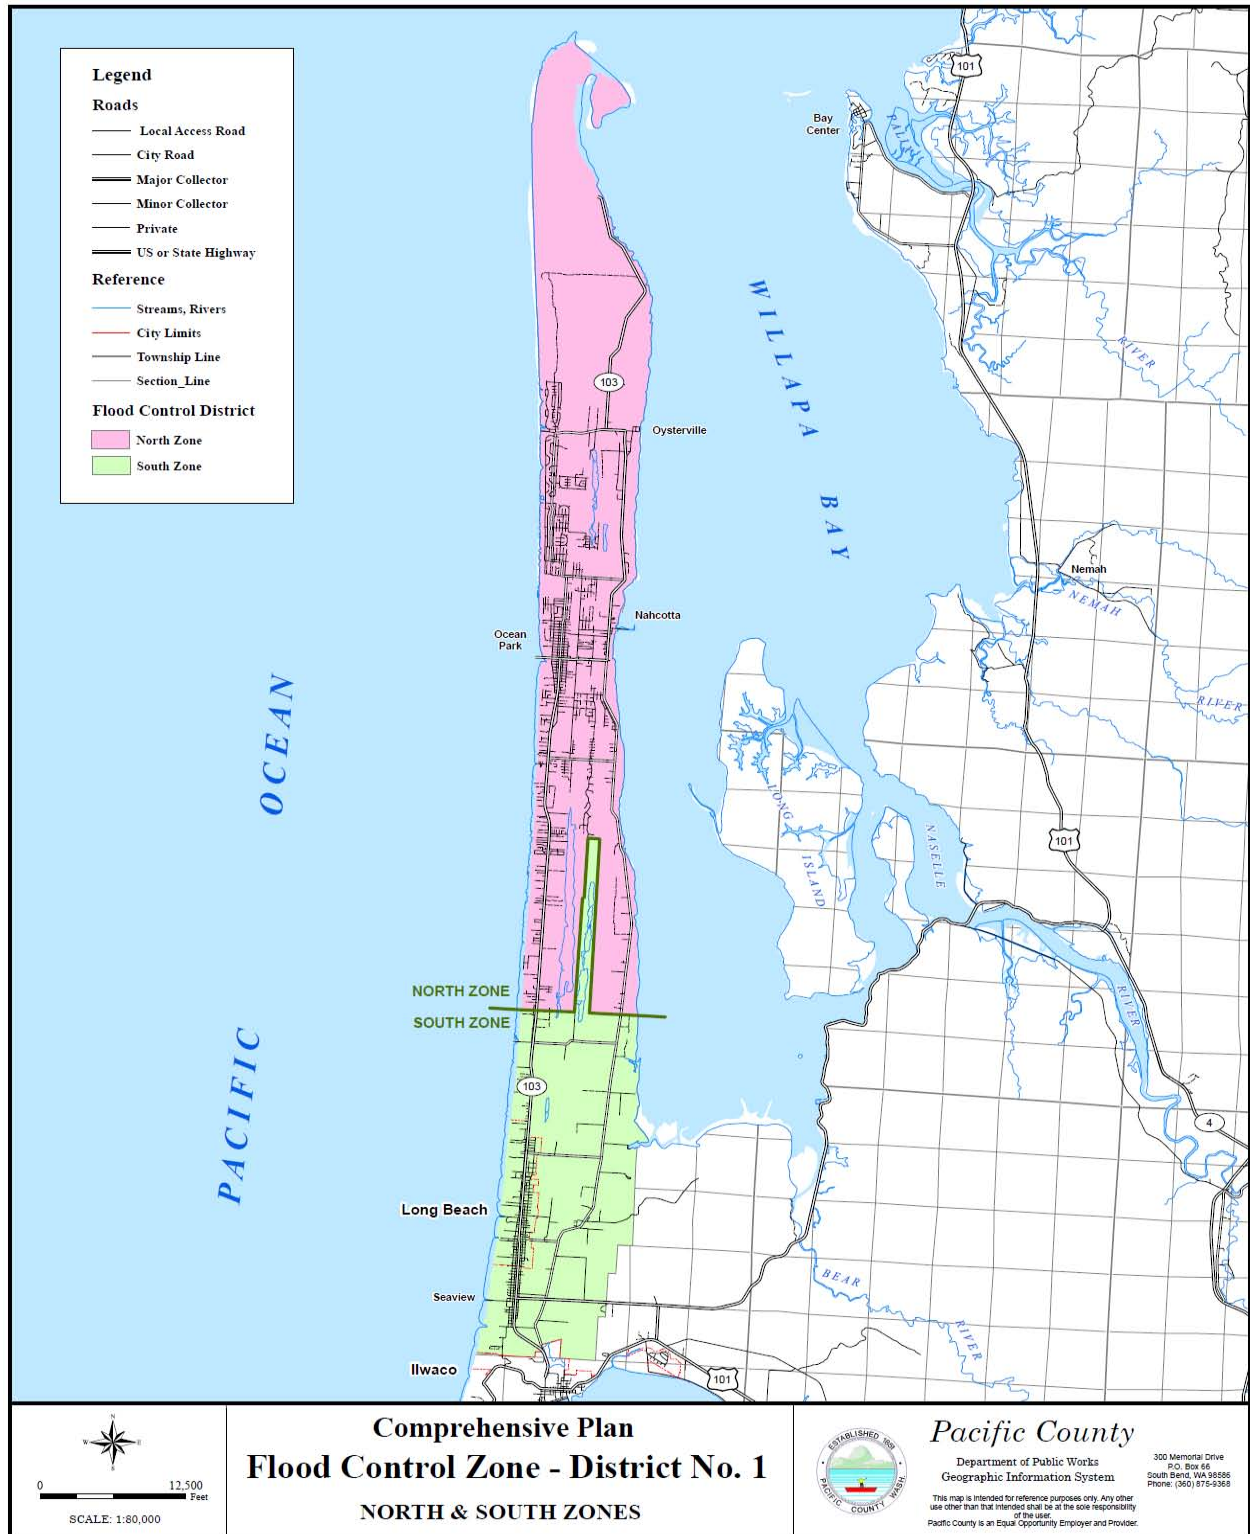 Legend
Roads
Local Access Road
City Road
Major Collector
Minor Collector
Private
US or State Highway
Reference
Streams, Rivers
City Limits
Township Line
Section_Line
Flood Control District
North Zone
South Zone
101
Bay
Center
WILLAPA BAY
RIVER
103
Oysterville
Nemah
NEMAH
RIVER
Nahcotta
Ocean
Park
PACIFIC OCEAN
LONG ISLAND
NASELLE
RIVER
101
NORTH ZONE
SOUTH ZONE
103
4
Long Beach
Seaview
BEAR
RIVER
Ilwaco
101
N
W E
S
0 12,500
Feet
SCALE: 1:80,000
Comprehensive Plan
Flood Control Zone - District No. 1
NORTH & SOUTH ZONES
ESTABLISHED 1851
PACIFIC COUNTY WASH.
Pacific County
Department of Public Works
Geographic Information System
300 Memorial Drive
P.O. Box 66
South Bend, WA 98586
Phone: (360) 875-9368
This map is intended for reference purposes only. Any other
use other than that intended shall be at the sole responsibility
of the user.
Pacific County is an Equal Opportunity Employer and Provider.